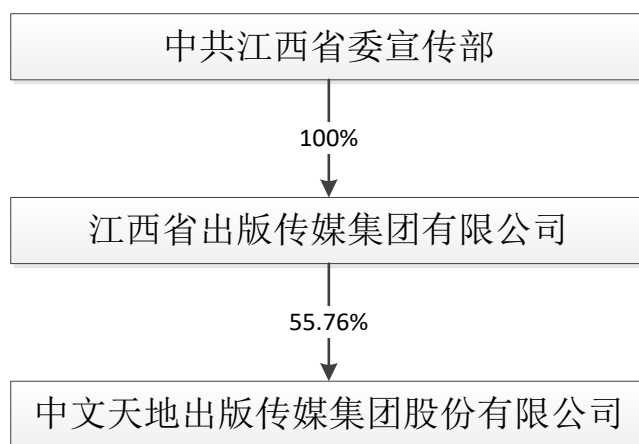 中共江西省委宣传部
100%
江西省出版传媒集团有限公司
55.76%
中文天地出版传媒集团股份有限公司